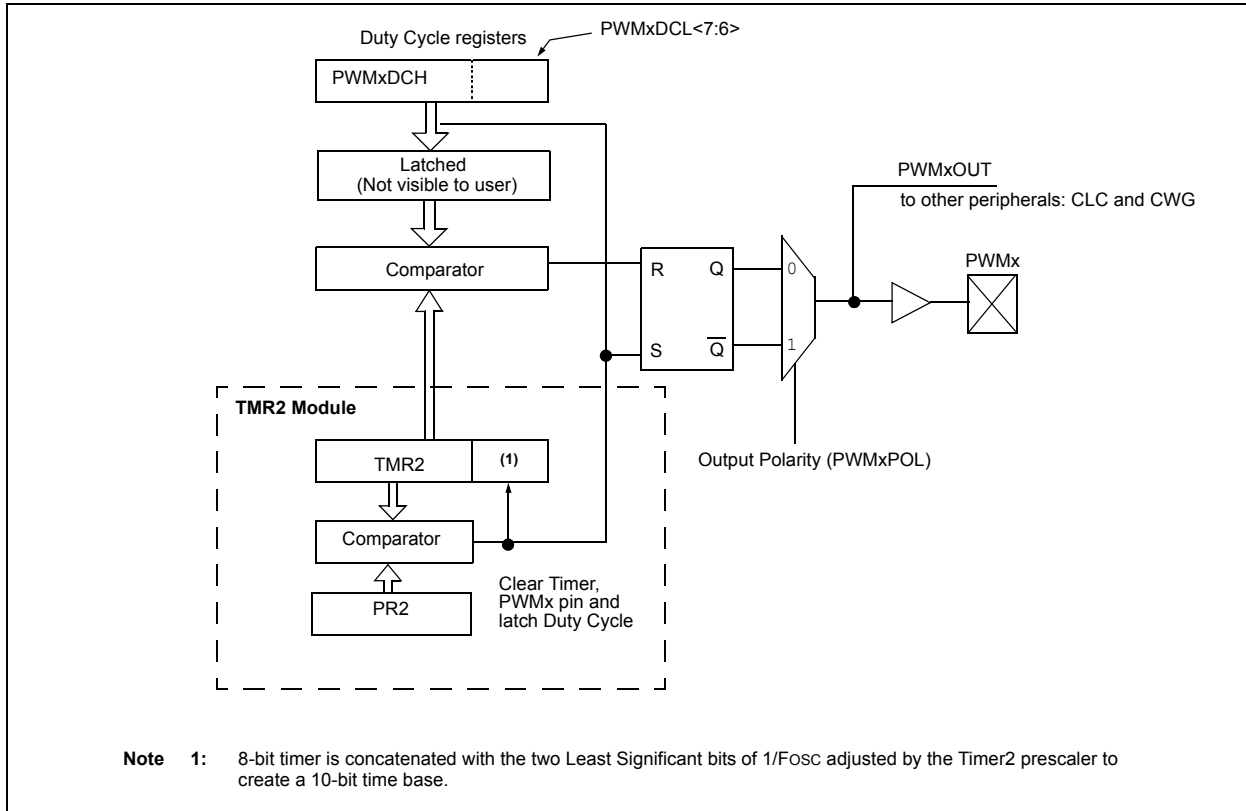 Duty Cycle registers
PWMxDCL<7:6>
PWMxDCH
Latched
(Not visible to user)
Comparator
R
Q
S
Q̅
0
1
PWMxOUT
to other peripherals: CLC and CWG
PWMx
Output Polarity (PWMxPOL)
TMR2 Module
TMR2
(1)
Comparator
PR2
Clear Timer,
PWMx pin and
latch Duty Cycle
Note 1: 8-bit timer is concatenated with the two Least Significant bits of 1/FOSC adjusted by the Timer2 prescaler to
create a 10-bit time base.